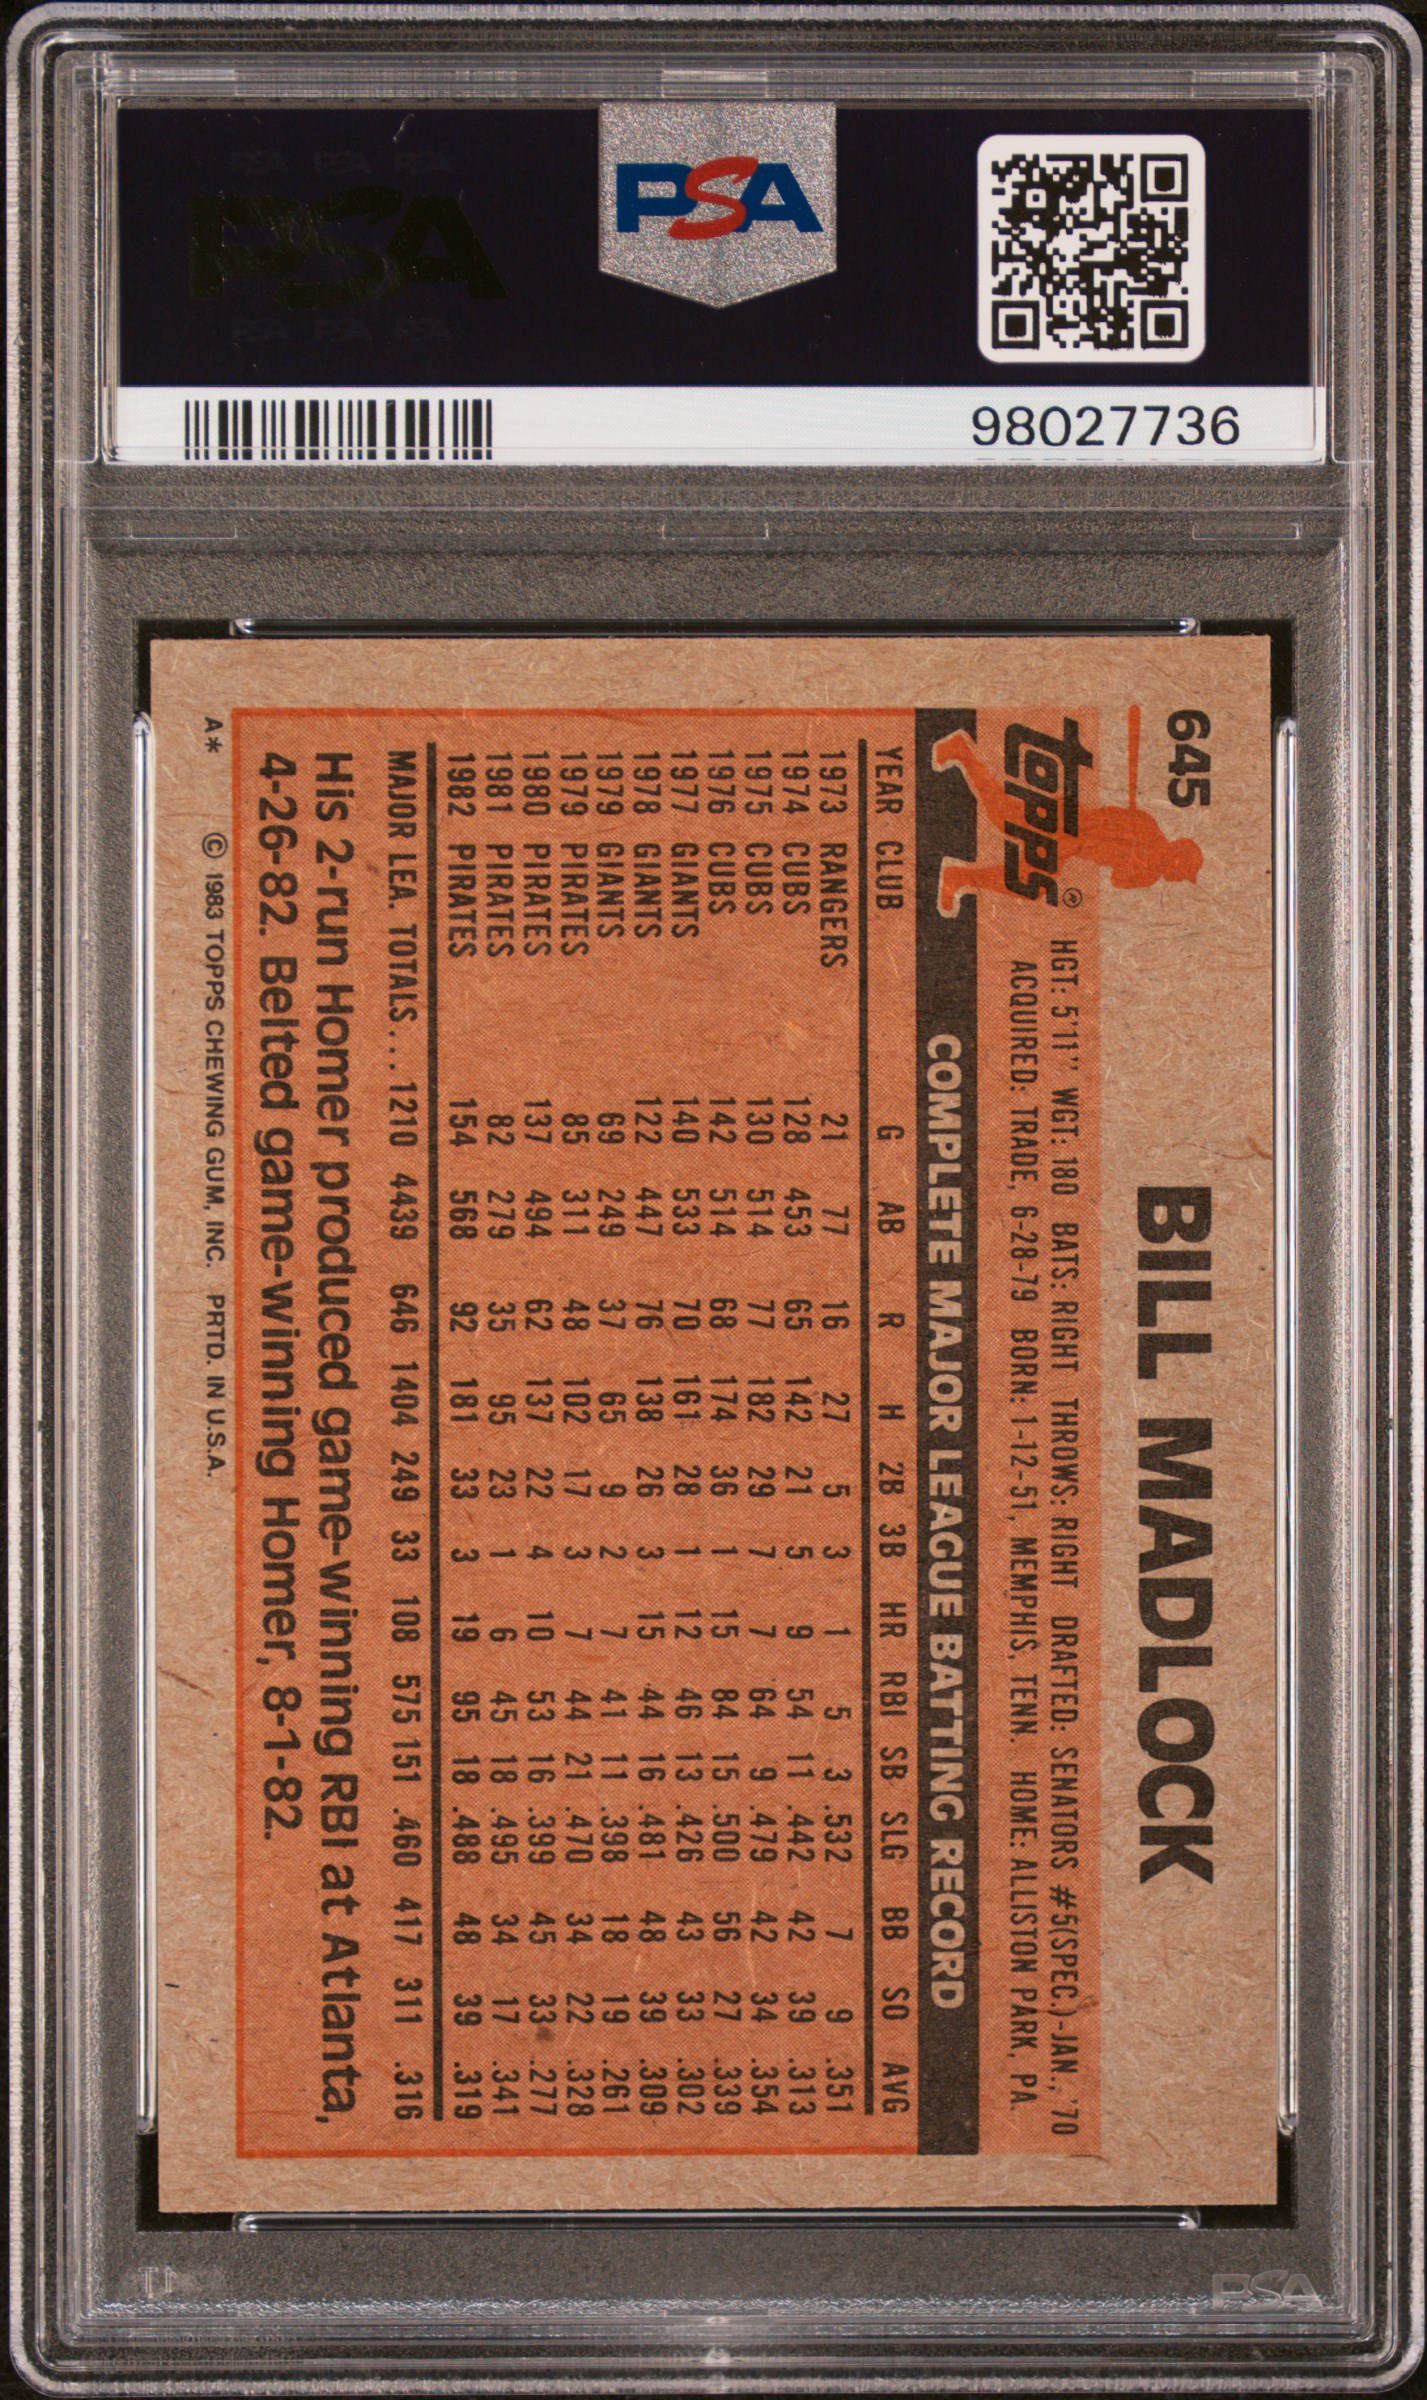 PSA
PSA PSA PSA
PSA
PSA PSA PSA
98027736
645
BILL MADLOCK
TOPPS®
HGT: 5'11" WGT: 180 BATS: RIGHT THROWS: RIGHT DRAFTED: SENATORS #5(SPEC.)-JAN., '70
ACQUIRED: TRADE, 6-28-79 BORN: 1-12-51, MEMPHIS, TENN. HOME: ALLISTON PARK, PA.
COMPLETE MAJOR LEAGUE BATTING RECORD
YEAR CLUB G AB R H 2B 3B HR RBI SB SLG BB SO AVG
1973 RANGERS 21 77 16 27 5 3 1 5 3 .532 7 9 .351
1974 CUBS 128 453 65 142 21 5 9 54 11 .442 42 39 .313
1975 CUBS 130 514 77 182 29 7 7 64 9 .479 42 34 .354
1976 CUBS 142 514 68 174 36 1 15 84 15 .500 56 27 .339
1977 GIANTS 140 533 70 161 28 1 12 46 13 .426 43 33 .302
1978 GIANTS 122 447 76 138 26 3 15 44 16 .481 48 39 .309
1979 GIANTS 69 249 37 65 9 2 7 41 11 .398 18 19 .261
1979 PIRATES 85 311 48 102 17 3 7 44 21 .470 34 22 .328
1980 PIRATES 137 494 62 137 22 4 10 53 16 .399 45 33 .277
1981 PIRATES 82 279 35 95 23 1 6 45 18 .495 34 17 .341
1982 PIRATES 154 568 92 181 33 3 19 95 18 .488 48 39 .319
MAJOR LEA. TOTALS... 1210 4439 646 1404 249 33 108 575 151 .460 417 311 .316
His 2-run Homer produced game-winning RBI at Atlanta,
4-26-82. Belted game-winning Homer, 8-1-82.
A* © 1983 TOPPS CHEWING GUM, INC. PRTD. IN U.S.A.
PSA